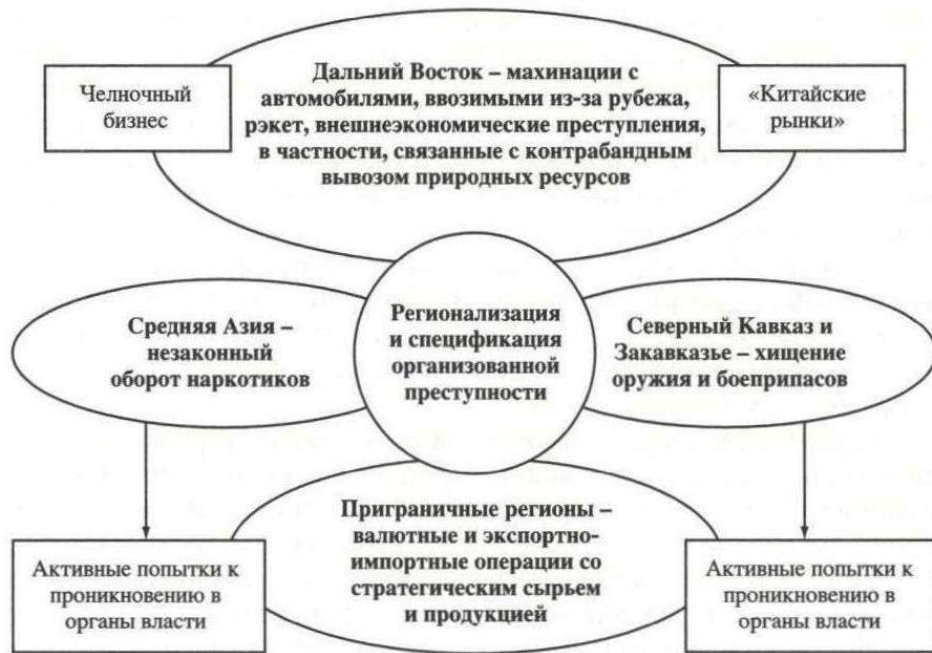 Челночный
бизнес
Дальний Восток – махинации с
автомобилями, ввозимыми из-за рубежа,
рэкет, внешнеэкономические преступления,
в частности, связанные с контрабандным
вывозом природных ресурсов
«Китайские
рынки»
Средняя Азия –
незаконный
оборот наркотиков
Регионализация
и спецификация
организованной
преступности
Северный Кавказ и
Закавказье – хищение
оружия и боеприпасов
Активные попытки к
проникновению в
органы власти
Приграничные регионы –
валютные и экспортно-
импортные операции со
стратегическим сырьем
и продукцией
Активные попытки к
проникновению в
органы власти